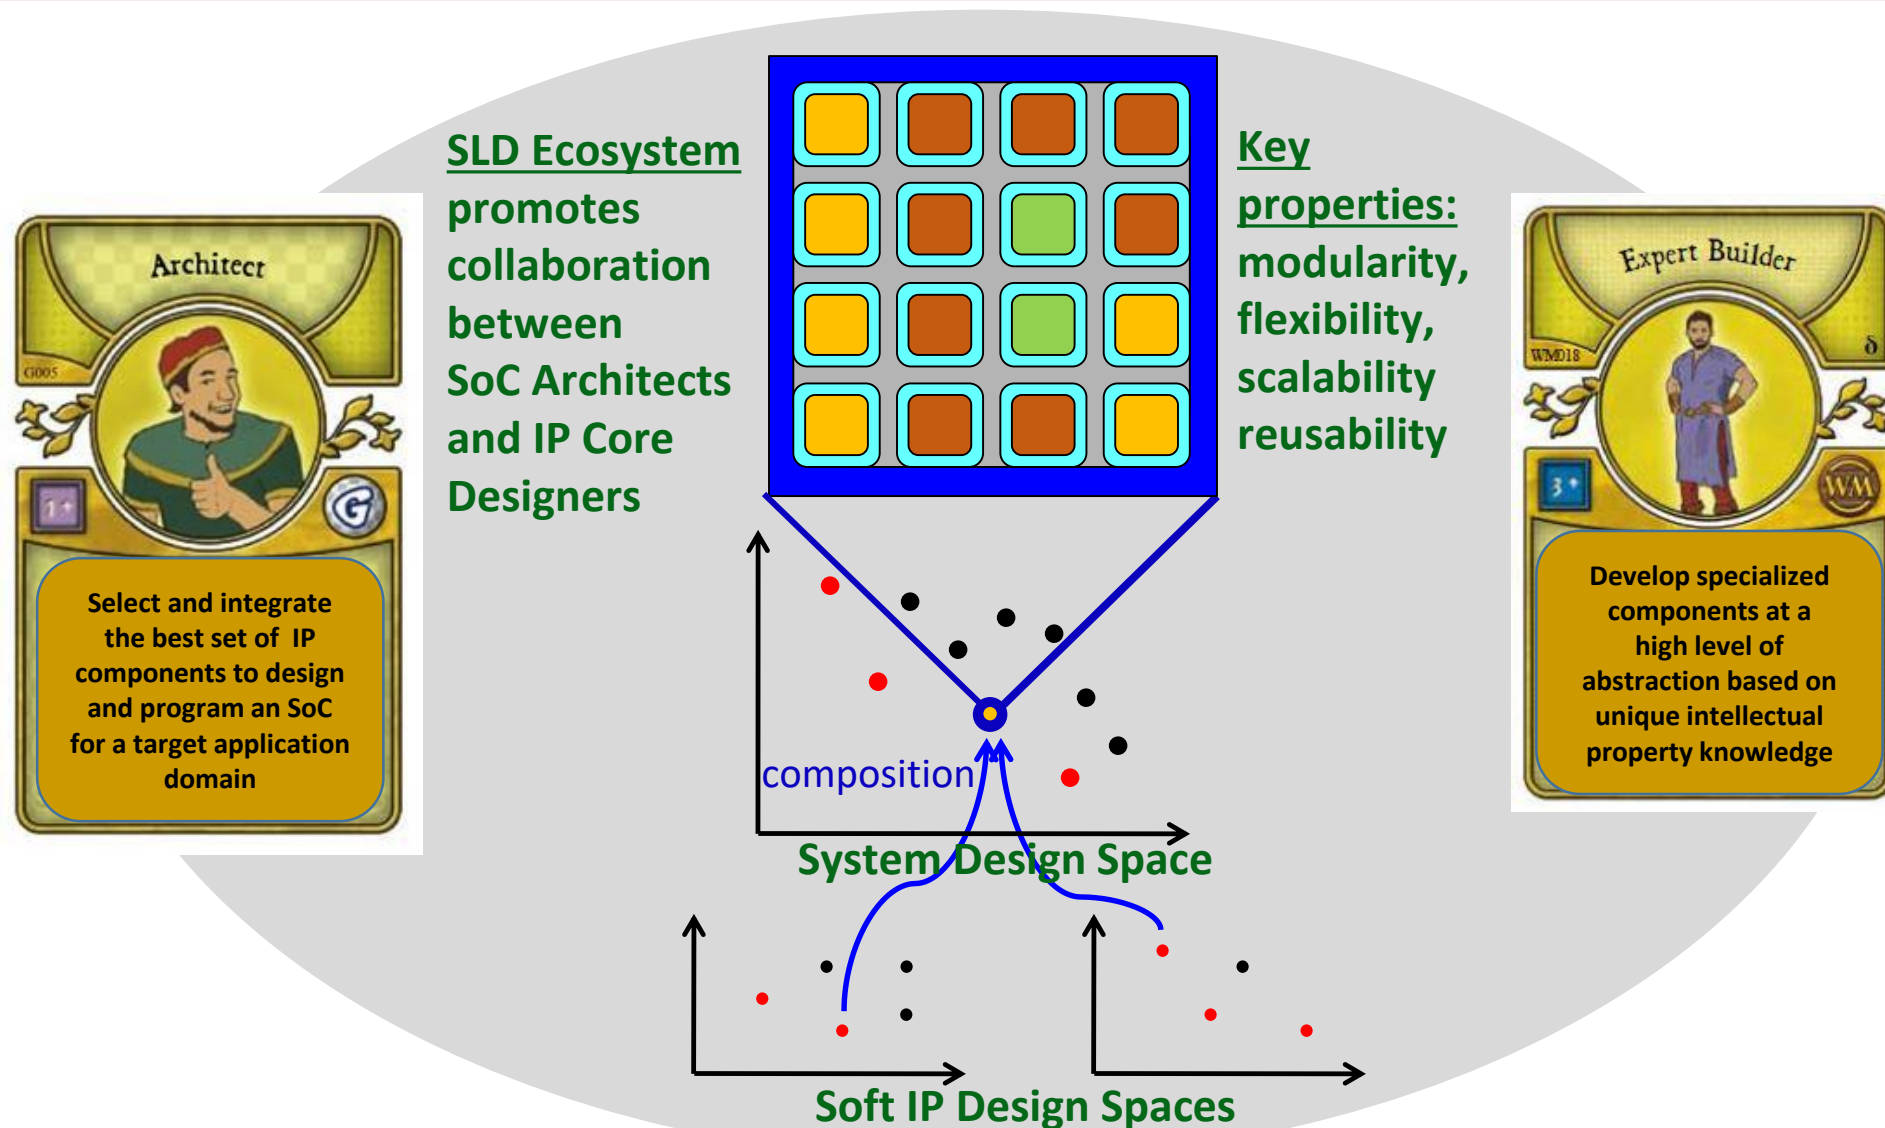 SLD Ecosystem
promotes
collaboration
between
SoC Architects
and IP Core
Designers
Key
properties:
modularity,
flexibility,
scalability
reusability
Architect
G005
1+
G
Select and integrate
the best set of IP
components to design
and program an SoC
for a target application
domain
Expert Builder
WM018
δ
3+
WM
Develop specialized
components at a
high level of
abstraction based on
unique intellectual
property knowledge
composition
System Design Space
Soft IP Design Spaces